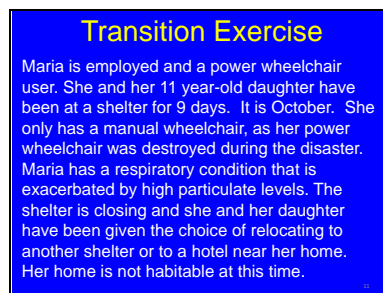 Transition Exercise
Maria is employed and a power wheelchair
user. She and her 11 year-old daughter have
been at a shelter for 9 days.  It is October.  She
only has a manual wheelchair, as her power
wheelchair was destroyed during the disaster.
Maria has a respiratory condition that is
exacerbated by high particulate levels. The
shelter is closing and she and her daughter
have been given the choice of relocating to
another shelter or to a hotel near her home.
Her home is not habitable at this time.
11